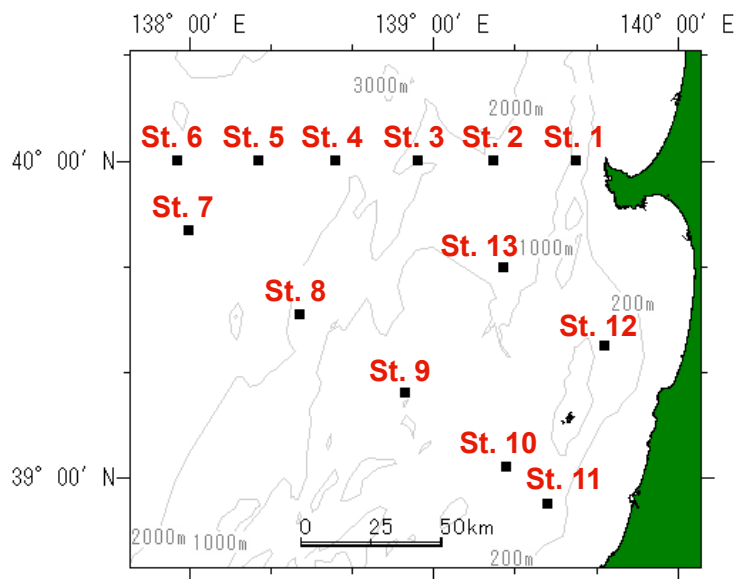 138° 00′ E 139° 00′ E 140° 00′ E
3000m
2000m
St. 6 St. 5 St. 4 St. 3 St. 2 St. 1
40° 00′ N
St. 7
St. 13
1000m
St. 8
200m
St. 12
St. 9
St. 10
39° 00′ N
St. 11
0 25 50km
2000m 1000m
200m